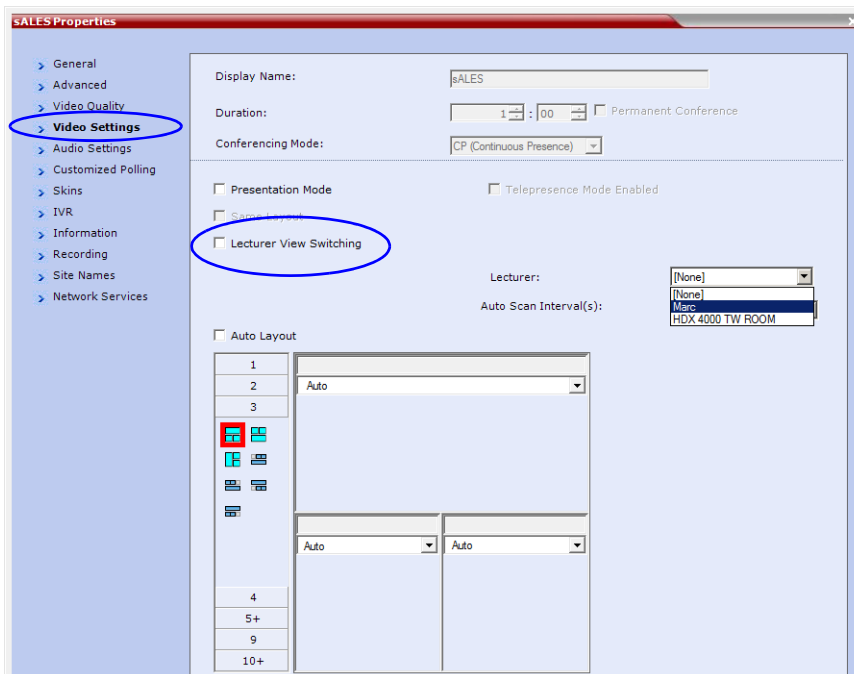 sALES Properties
General
Advanced
Video Quality
Video Settings
Audio Settings
Customized Polling
Skins
IVR
Information
Recording
Site Names
Network Services
Display Name: sALES
Duration: 1 : 00 Permanent Conference
Conferencing Mode: CP (Continuous Presence)
Presentation Mode Telepresence Mode Enabled
Same Layout
Lecturer View Switching
Lecturer: [None]
[None]
Auto Scan Interval(s): Marc
HDX 4000 TW ROOM
Auto Layout
1
2 Auto
3
Auto Auto
4
5+
9
10+